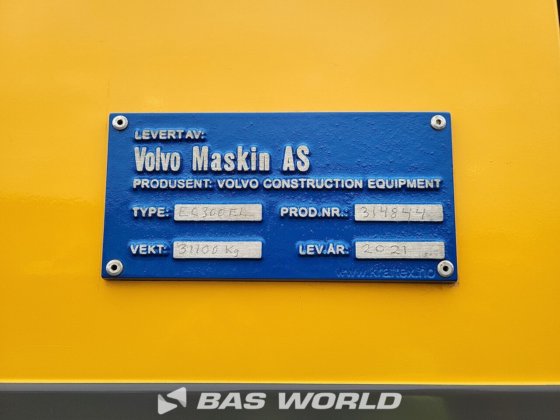 LEVERT AV:
Volvo Maskin AS
PRODUSENT: VOLVO CONSTRUCTION EQUIPMENT
TYPE: EC300EL PROD.NR.: 314844
VEKT: 31100 Kg LEV.ÅR: 2021
www.kraftex.no
BAS WORLD